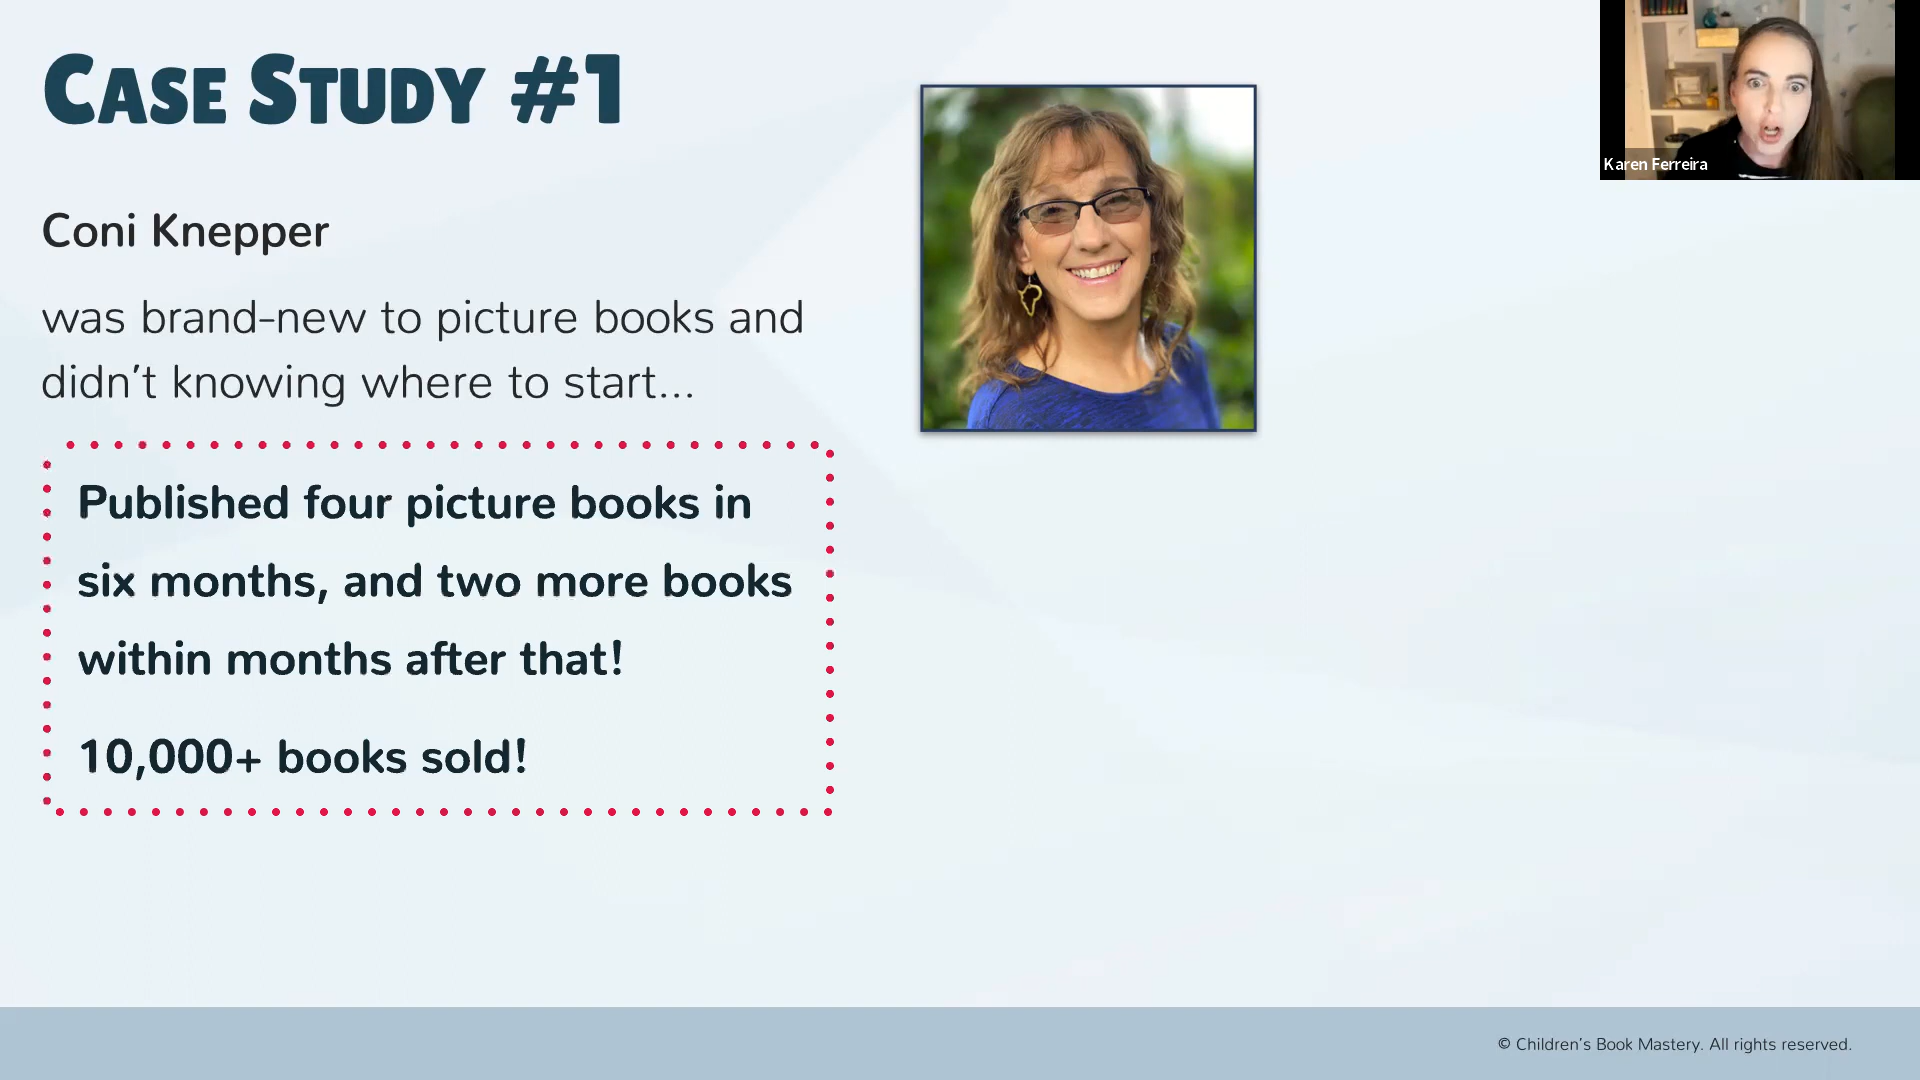 Case Study #1
Karen Ferreira
Coni Knepper
was brand-new to picture books and
didn't knowing where to start...
Published four picture books in
six months, and two more books
within months after that!
10,000+ books sold!
© Children's Book Mastery. All rights reserved.